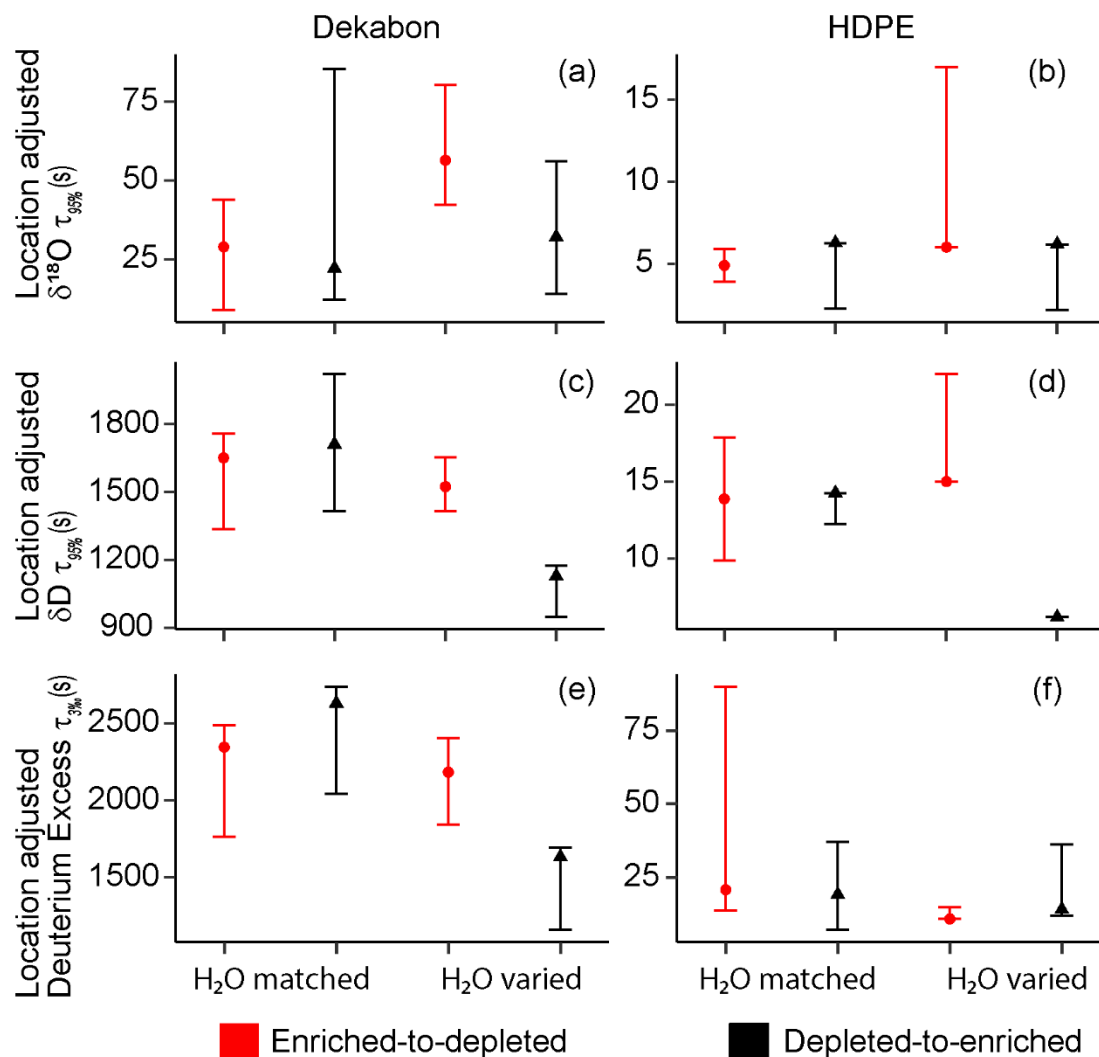 Dekabon
HDPE
Location adjusted
δ¹⁸O τ₉₅%(s)
75
50
25
(a)
15
10
5
(b)
Location adjusted
δD τ₉₅%(s)
1800
1500
1200
900
(c)
20
15
10
(d)
Location adjusted
Deuterium Excess τ₃‰(s)
2500
2000
1500
(e)
75
50
25
(f)
H₂O matched
H₂O varied
H₂O matched
H₂O varied
Enriched-to-depleted
Depleted-to-enriched